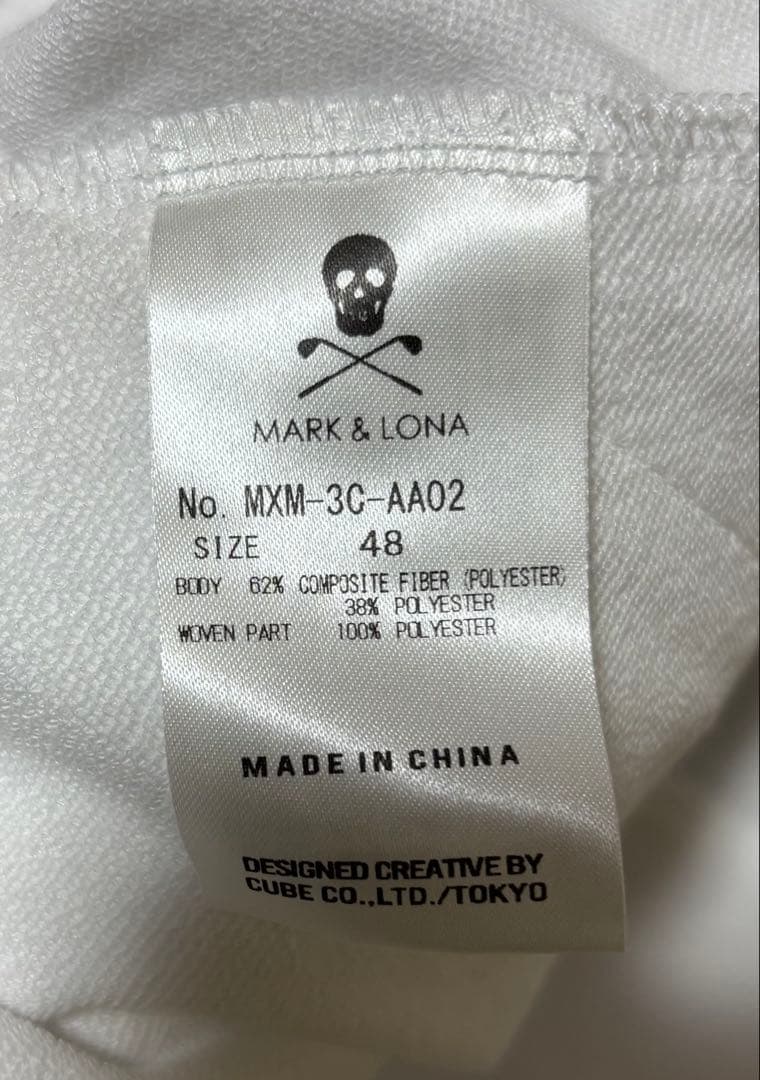 MARK & LONA
No. MXM-3C-AA02
SIZE 48
BODY 62% COMPOSITE FIBER (POLYESTER)
38% POLYESTER
WOVEN PART 100% POLYESTER
MADE IN CHINA
DESIGNED CREATIVE BY
CUBE CO.,LTD./TOKYO